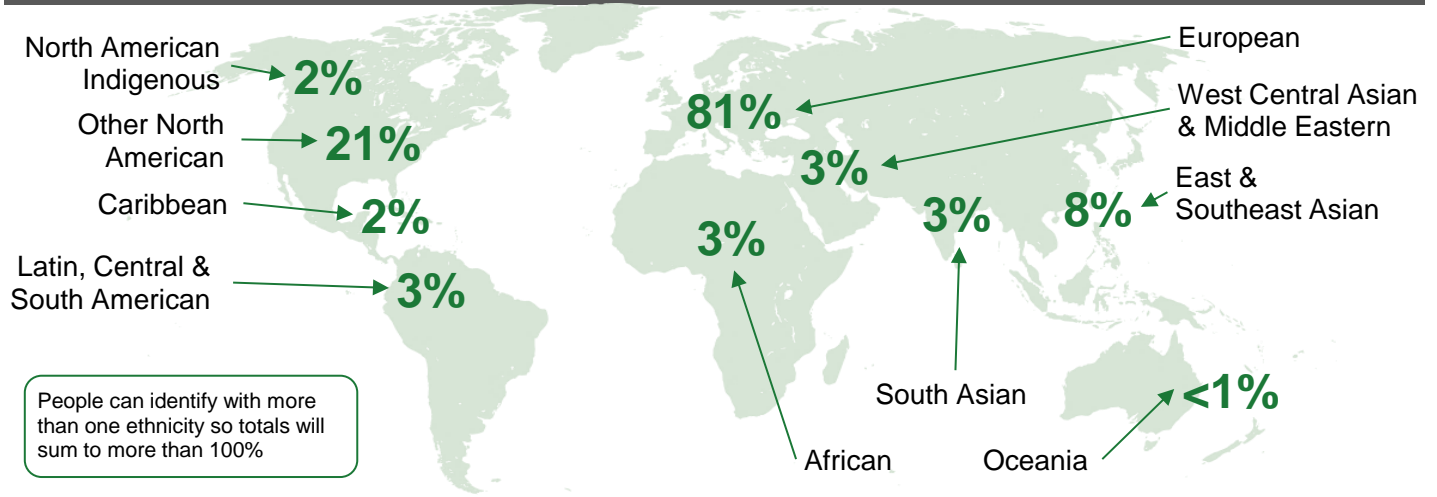 North American
Indigenous
2%
Other North
American
21%
Caribbean
2%
Latin, Central &
South American
3%
European
81%
West Central Asian
& Middle Eastern
3%
East &
Southeast Asian
8%
3%
South Asian
3%
African
<1%
Oceania
People can identify with more
than one ethnicity so totals will
sum to more than 100%